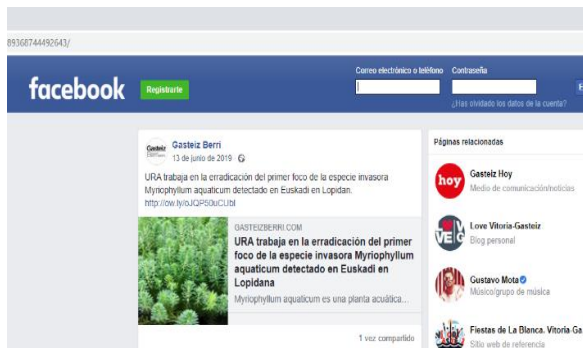 89368744492643/
facebook
Registrarte
Correo electrónico o teléfono
Contraseña
¿Has olvidado los datos de la cuenta?
Gasteiz Berri
13 de junio de 2019
URA trabaja en la erradicación del primer foco de la especie invasora
Myriophyllum aquaticum detectado en Euskadi en Lopidan.
GASTEIZBERRI.COM
URA trabaja en la erradicación del primer
foco de la especie invasora Myriophyllum
aquaticum detectado en Euskadi en
Lopidana
Myriophyllum aquaticum es una planta acuática...
1 vez compartido
Páginas relacionadas
hoy
Gasteiz Hoy
Medio de comunicación/noticias
Love Vitoria-Gasteiz
Blog personal
Gustavo Mota
Músico/grupo de música
Fiestas de La Blanca. Vitoria-Ga
Sitio web de referencia